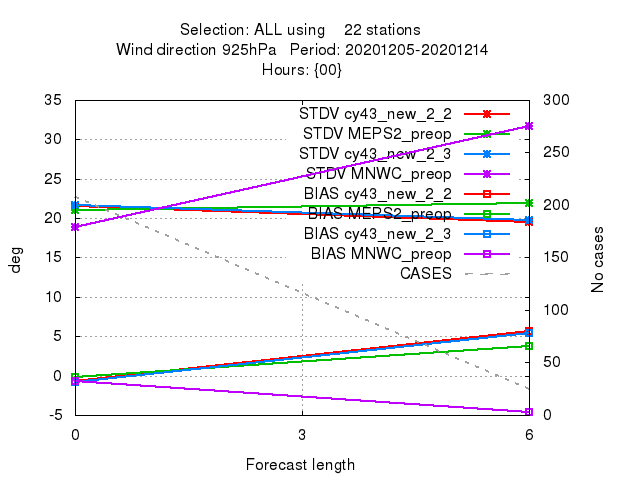 Selection: ALL using    22 stations
Wind direction 925hPa   Period: 20201205-20201214
Hours: {00}
35
30
25
20
15
10
5
0
-5
300
250
200
150
100
50
0
deg
No cases
STDV cy43_new_2_2
STDV MEPS2_preop
STDV cy43_new_2_3
STDV MNWC_preop
BIAS cy43_new_2_2
BIAS MEPS2_preop
BIAS cy43_new_2_3
BIAS MNWC_preop
CASES
0 3 6
Forecast length